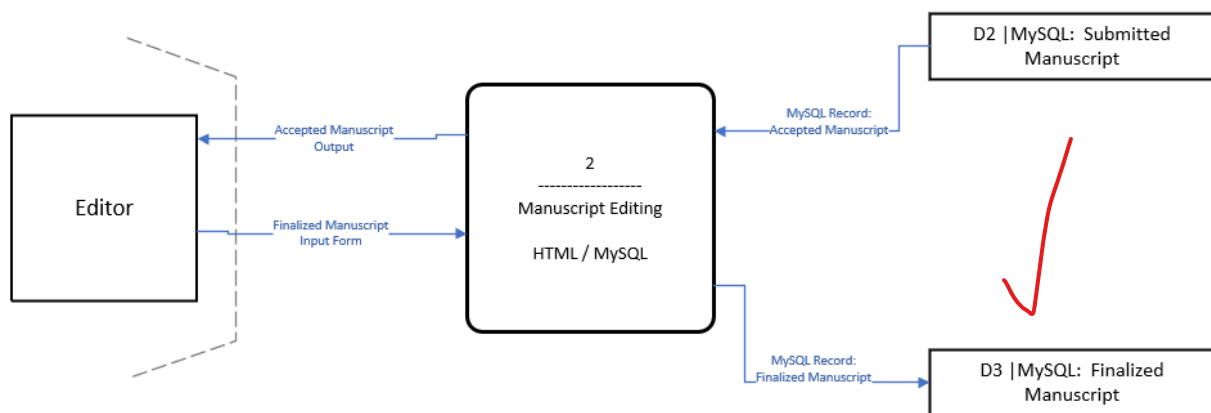 D2 |MySQL:  Submitted
Manuscript
MySQL Record:
Accepted Manuscript
Accepted Manuscript
Output
Editor
2
------------------
Manuscript Editing
HTML / MySQL
Finalized Manuscript
Input Form
MySQL Record:
Finalized Manuscript
D3 |MySQL:  Finalized
Manuscript